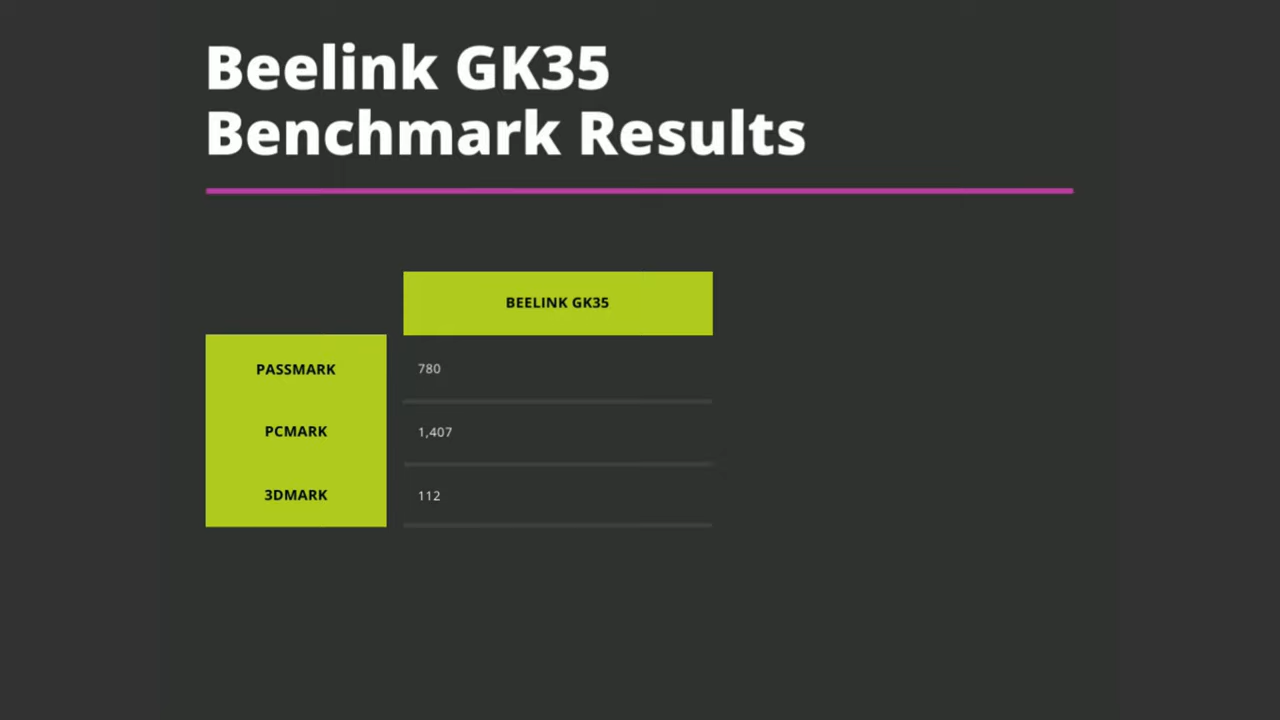 Beelink GK35
Benchmark Results
BEELINK GK35
PASSMARK 780
PCMARK 1,407
3DMARK 112